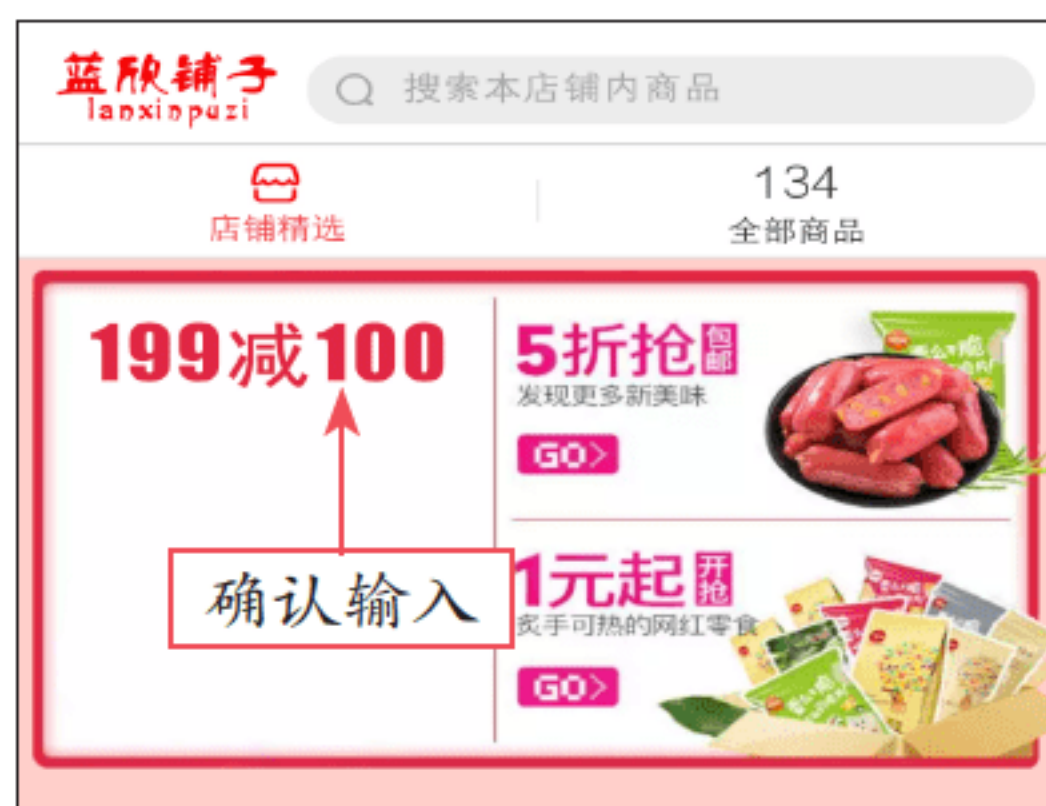 蓝欣铺子
lanxinpuzi
搜索本店铺内商品
店铺精选
134
全部商品
199减100
确认输入
5折抢 包邮
发现更多新美味
GO>
1元起 开抢
炙手可热的网红零食
GO>